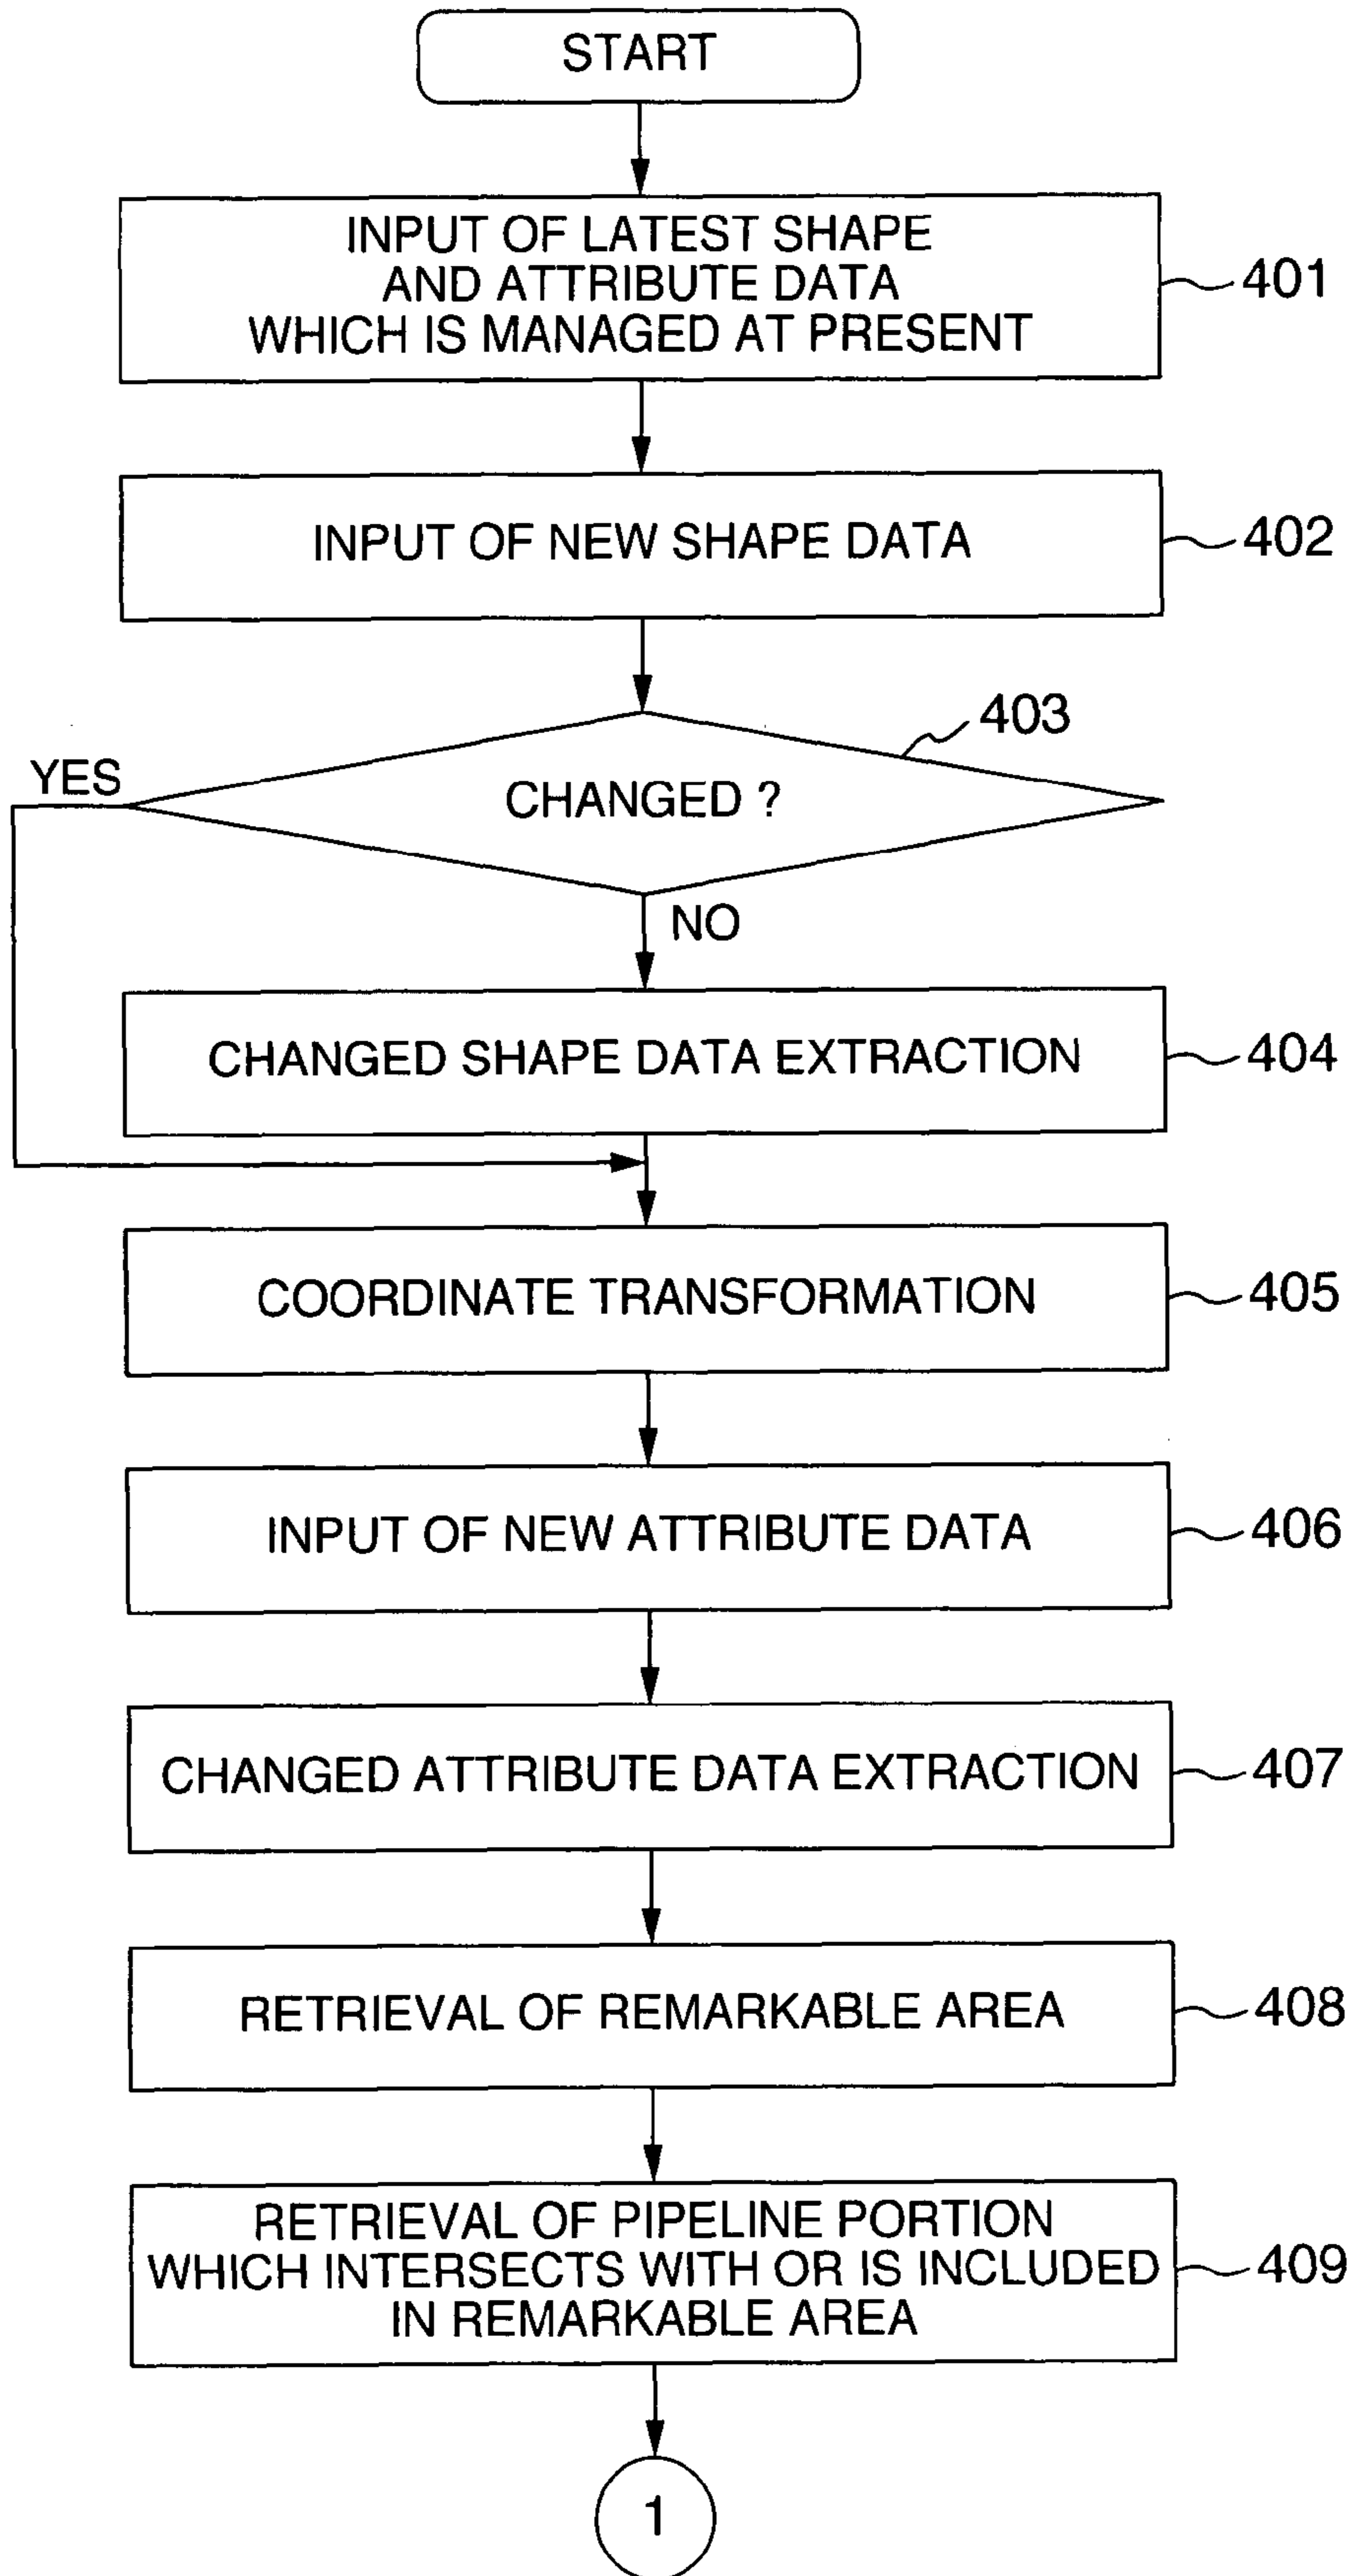 START
INPUT OF LATEST SHAPE
AND ATTRIBUTE DATA
WHICH IS MANAGED AT PRESENT
401
INPUT OF NEW SHAPE DATA
402
403
YES
CHANGED ?
NO
CHANGED SHAPE DATA EXTRACTION
404
COORDINATE TRANSFORMATION
405
INPUT OF NEW ATTRIBUTE DATA
406
CHANGED ATTRIBUTE DATA EXTRACTION
407
RETRIEVAL OF REMARKABLE AREA
408
RETRIEVAL OF PIPELINE PORTION
WHICH INTERSECTS WITH OR IS INCLUDED
IN REMARKABLE AREA
409
1